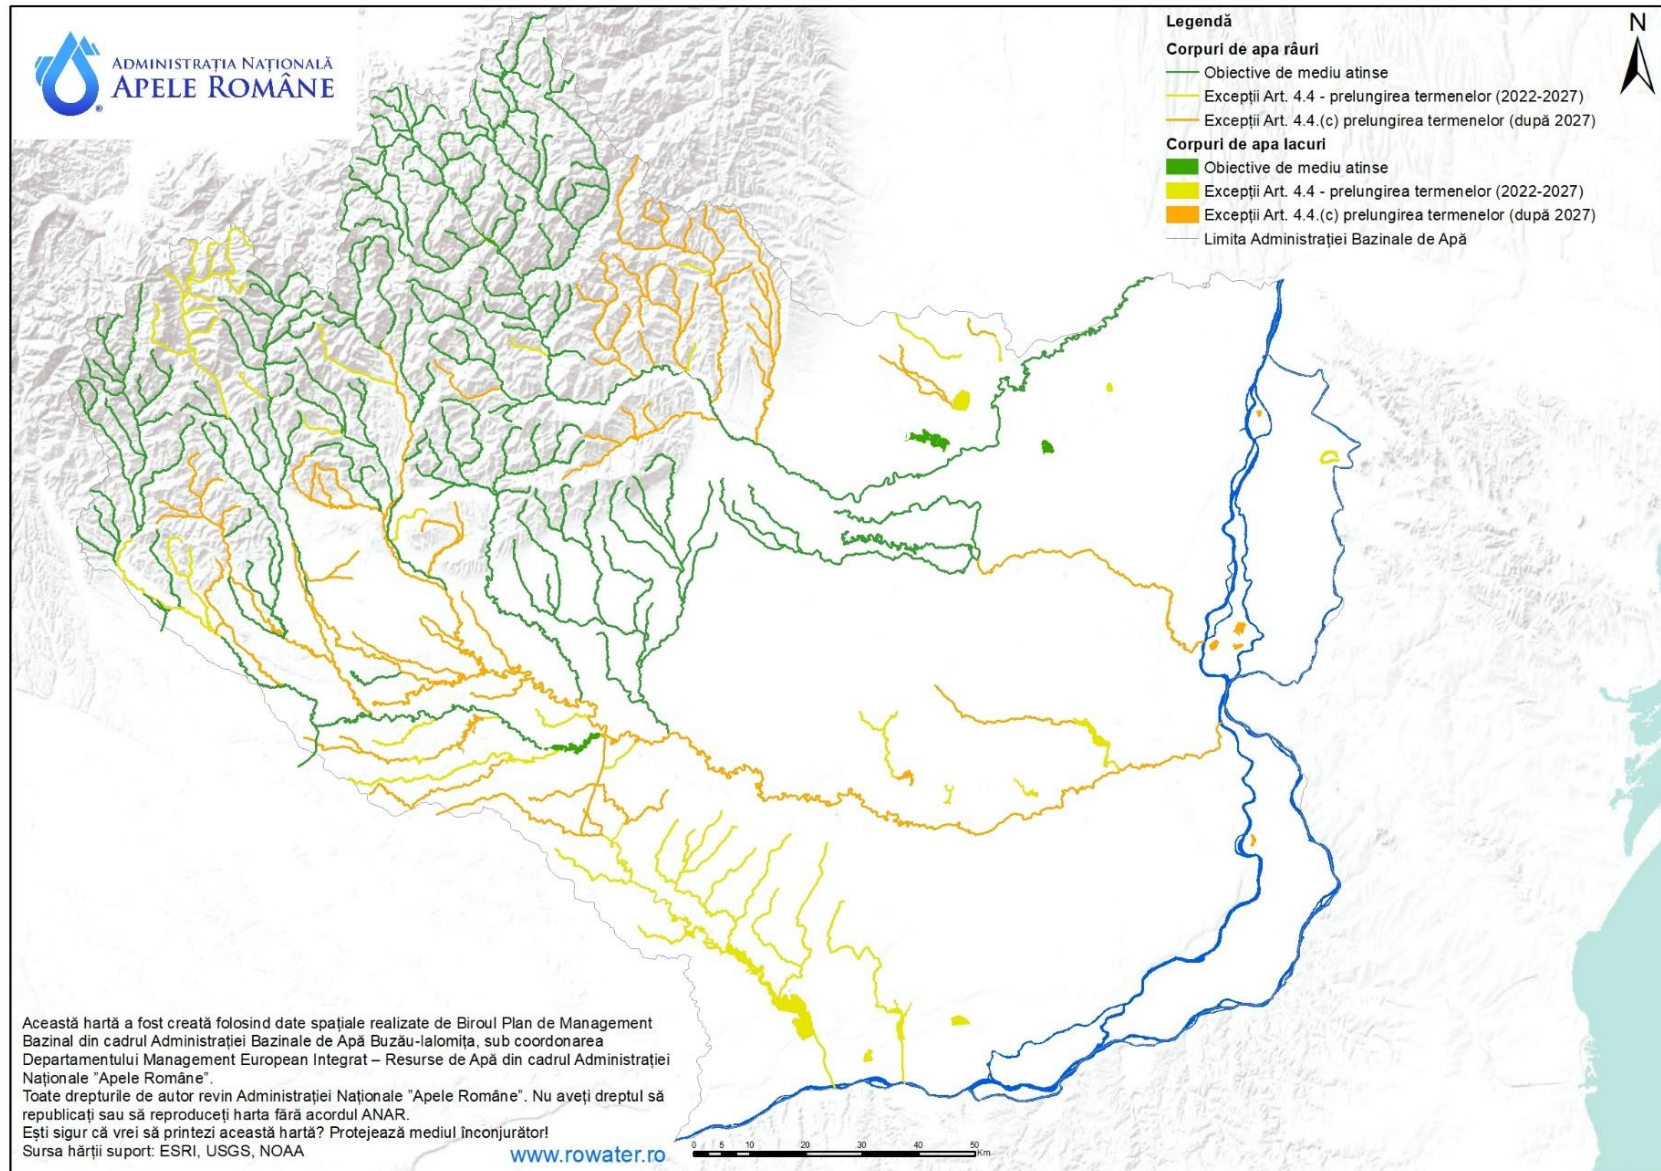 ADMINISTRAȚIA NAȚIONALĂ
APELE ROMÂNE
®
Legendă
Corpuri de apa râuri
Obiective de mediu atinse
Excepții Art. 4.4 - prelungirea termenelor (2022-2027)
Excepții Art. 4.4.(c) prelungirea termenelor (după 2027)
Corpuri de apa lacuri
Obiective de mediu atinse
Excepții Art. 4.4 - prelungirea termenelor (2022-2027)
Excepții Art. 4.4.(c) prelungirea termenelor (după 2027)
Limita Administrației Bazinale de Apă
N
Această hartă a fost creată folosind date spațiale realizate de Biroul Plan de Management
Bazinal din cadrul Administrației Bazinale de Apă Buzău-Ialomița, sub coordonarea
Departamentului Management European Integrat – Resurse de Apă din cadrul Administrației
Naționale "Apele Române".
Toate drepturile de autor revin Administrației Naționale "Apele Române". Nu aveți dreptul să
republicați sau să reproduceți harta fără acordul ANAR.
Ești sigur că vrei să printezi această hartă? Protejează mediul înconjurător!
Sursa hărții suport: ESRI, USGS, NOAA
www.rowater.ro
0 5 10 20 30 40 50
Km